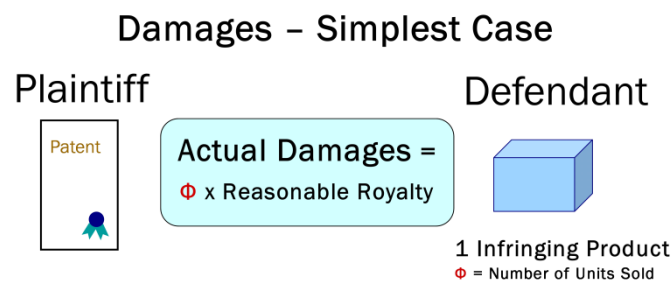 Damages – Simplest Case
Plaintiff
Defendant
Patent
Actual Damages =
Φ x Reasonable Royalty
1 Infringing Product
Φ = Number of Units Sold